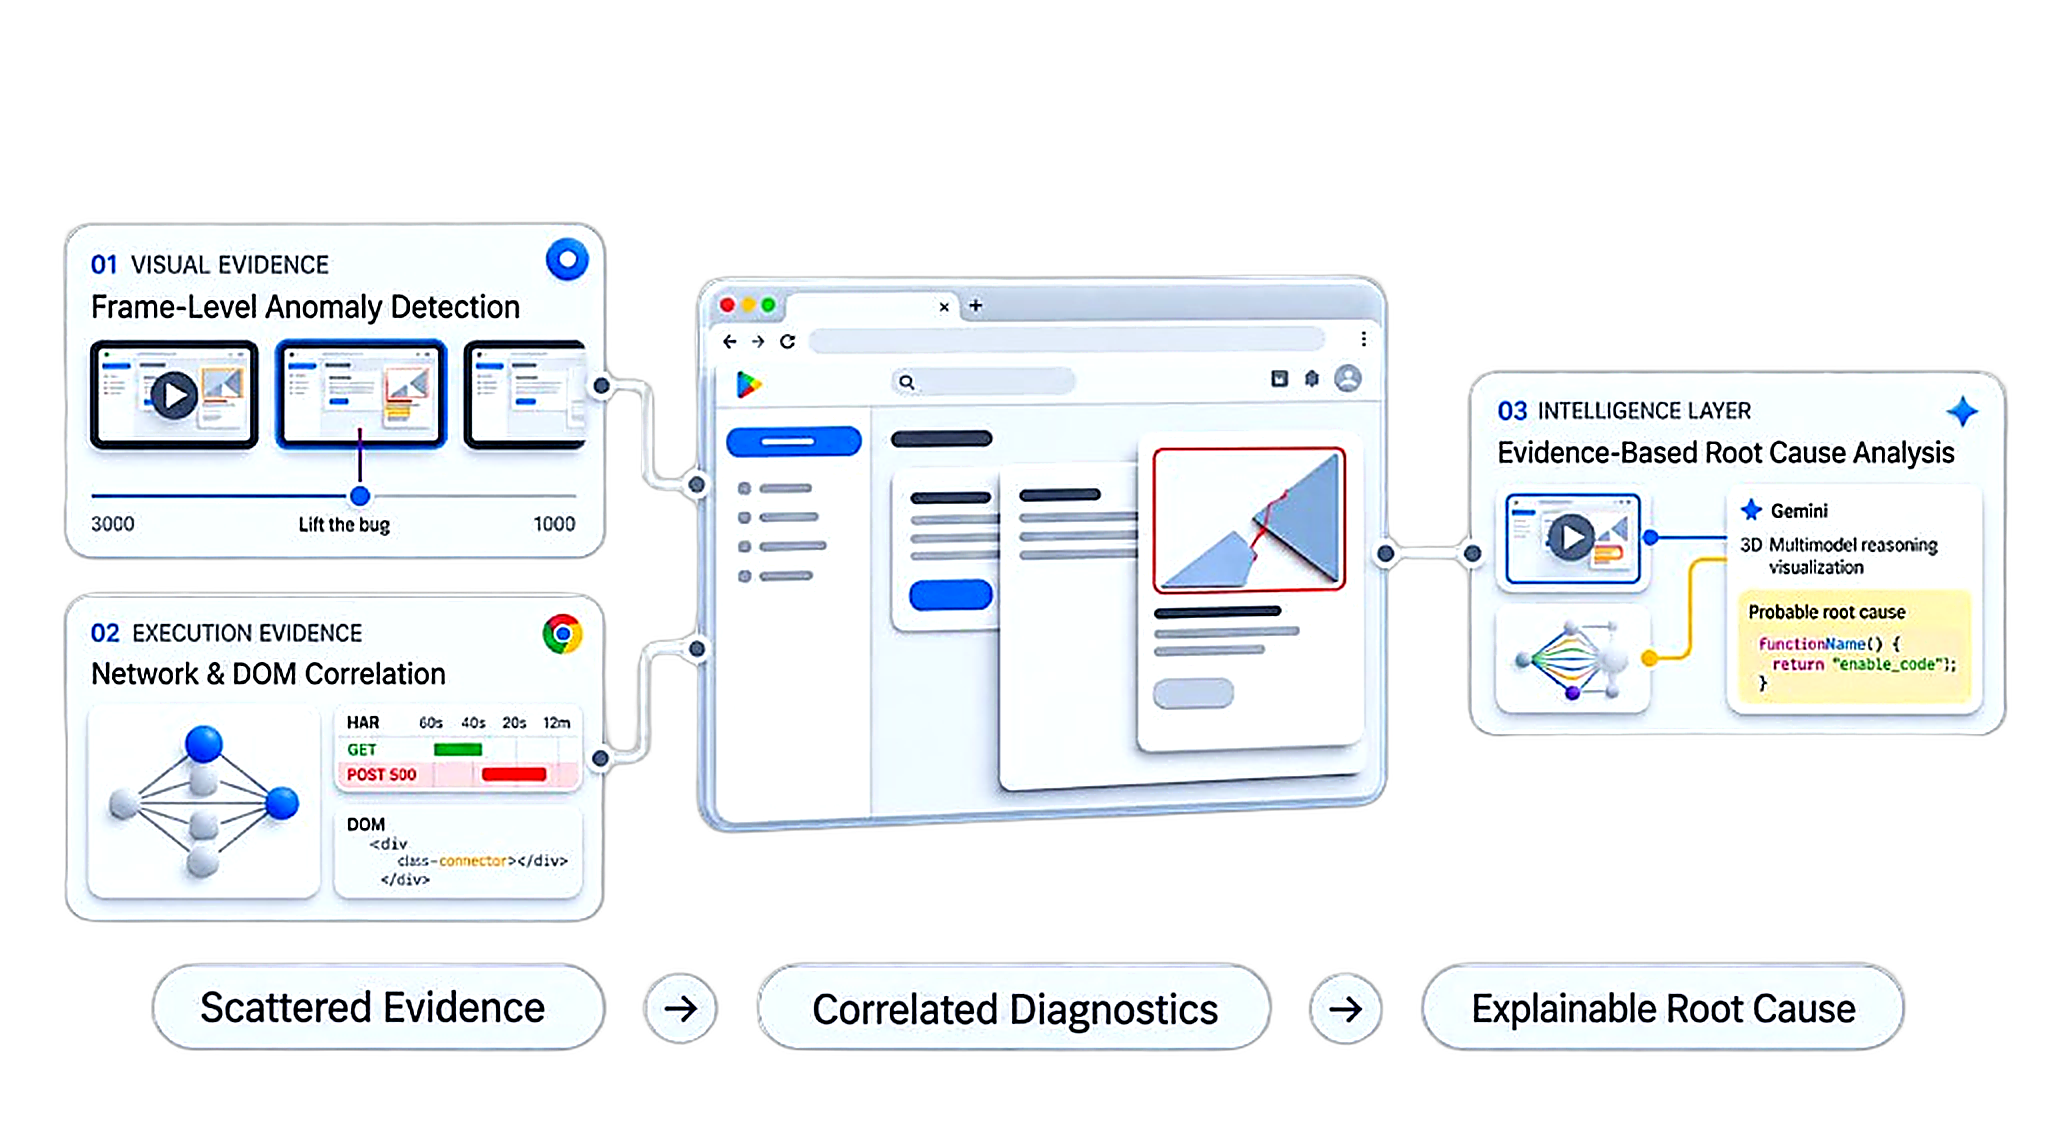 01 VISUAL EVIDENCE
Frame-Level Anomaly Detection
3000
Lift the bug
1000
02 EXECUTION EVIDENCE
Network & DOM Correlation
HAR 60s 40s 20s 12m
GET
POST 500
DOM
<div
class-connector></div>
</div>
03 INTELLIGENCE LAYER
Evidence-Based Root Cause Analysis
Gemini
3D Multimodel reasoning
visualization
Probable root cause
functionName() {
return "enable_code"};
}
Scattered Evidence
Correlated Diagnostics
Explainable Root Cause